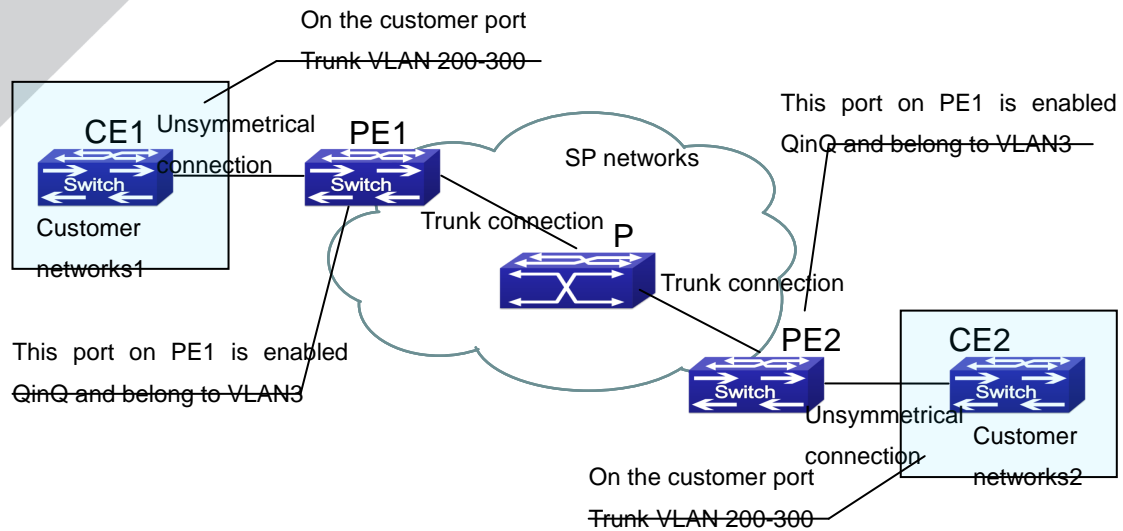 On the customer port
Trunk VLAN 200-300
This port on PE1 is enabled
QinQ and belong to VLAN3
CE1
Unsymmetrical
connection
PE1
SP networks
Switch
Switch
Customer
networks1
Trunk connection
P
Trunk connection
This port on PE1 is enabled
QinQ and belong to VLAN3
PE2
CE2
Switch
Switch
Unsymmetrical
connection
Customer
networks2
On the customer port
Trunk VLAN 200-300